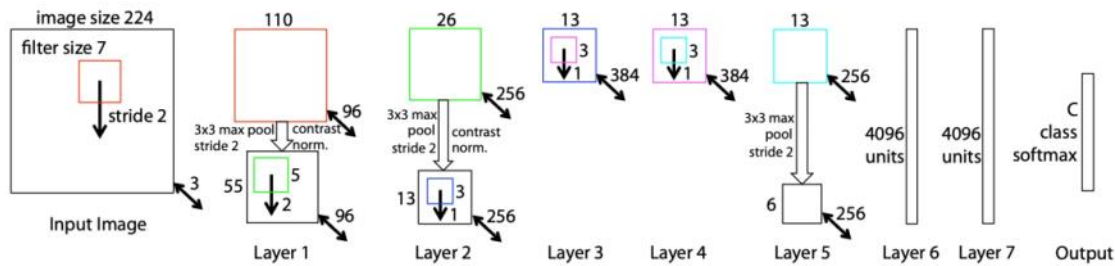 image size 224
filter size 7
stride 2
3
Input Image
110
96
3x3 max pool
stride 2
contrast
norm.
55
5
2
96
Layer 1
26
256
3x3 max
pool
stride 2
contrast
norm.
13
3
1
256
Layer 2
13
3
1
384
Layer 3
13
3
1
384
Layer 4
13
256
3x3 max
pool
stride 2
6
256
Layer 5
4096
units
Layer 6
4096
units
Layer 7
C
class
softmax
Output